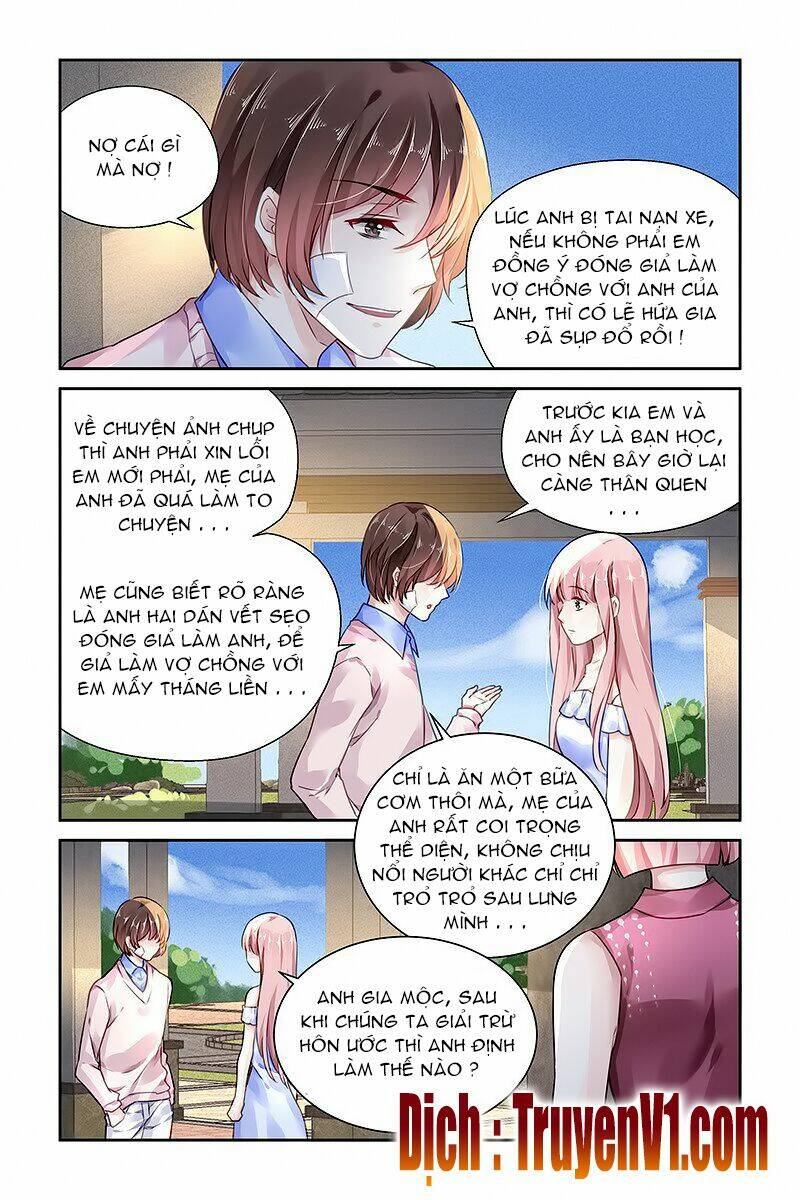 NỢ CÁI GÌ
MÀ NỢ !
LÚC ANH BỊ TAI NẠN XE,
NẾU KHÔNG PHẢI EM
ĐỒNG Ý ĐÓNG GIẢ LÀM
VỢ CHỒNG VỚI ANH CỦA
ANH, THÌ CÓ LẼ HỨA GIA
ĐÃ SỤP ĐỔ RỒI !
VỀ CHUYỆN ẢNH CHỤP
THÌ ANH PHẢI XIN LỖI
EM MỚI PHẢI, MẸ CỦA
ANH ĐÃ QUÁ LÀM TO
CHUYỆN . . .
TRƯỚC KIA EM VÀ
ANH ẤY LÀ BẠN HỌC,
CHO NÊN BÂY GIỜ LẠI
CÀNG THÂN QUEN
. . .
MẸ CŨNG BIẾT RÕ RÀNG
LÀ ANH HAI DÁN VẾT SẸO
ĐÓNG GIẢ LÀM ANH, ĐỂ
GIẢ LÀM VỢ CHỒNG VỚI
EM MẤY THÁNG LIỀN . . .
CHỈ LÀ ĂN MỘT BỮA
CƠM THÔI MÀ, MẸ CỦA
ANH RẤT COI TRỌNG
THỂ DIỆN, KHÔNG CHỊU
NỔI NGƯỜI KHÁC CHỈ CHỈ
TRỎ TRỎ SAU LƯNG
MÌNH . . .
ANH GIA MỘC, SAU
KHI CHÚNG TA GIẢI TRỪ
HÔN ƯỚC THÌ ANH ĐỊNH
LÀM THẾ NÀO ?
Dịch : TruyenV1.com